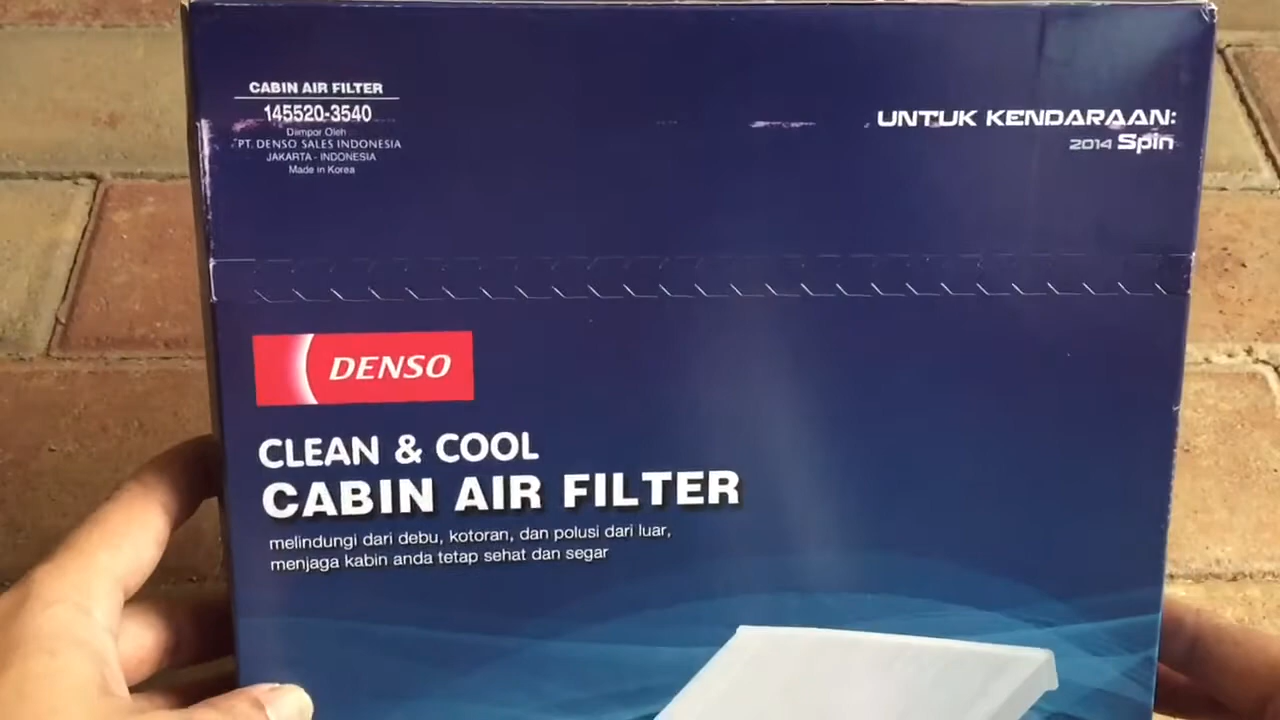 CABIN AIR FILTER
145520-3540
Diimpor Oleh
PT. DENSO SALES INDONESIA
JAKARTA - INDONESIA
Made in Korea
UNTUK KENDARAAN:
2014 Spin
DENSO
CLEAN & COOL
CABIN AIR FILTER
melindungi dari debu, kotoran, dan polusi dari luar,
menjaga kabin anda tetap sehat dan segar